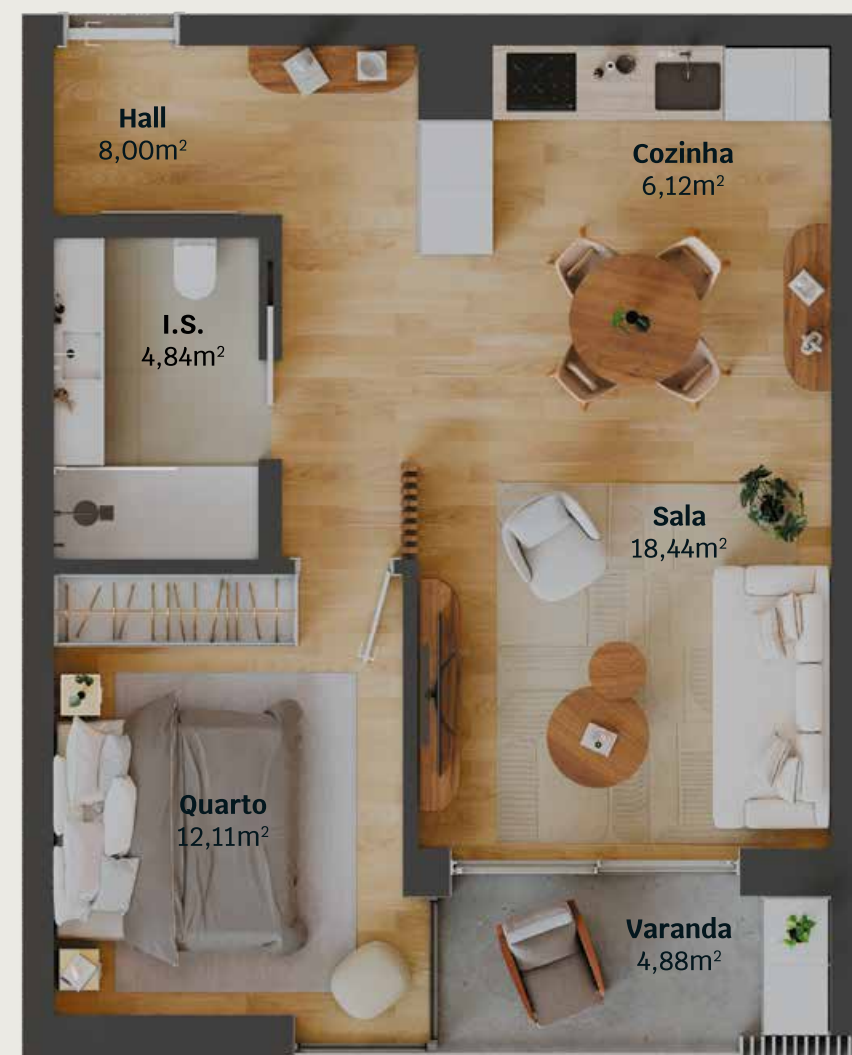 Hall
8,00m²
Cozinha
6,12m²
I.S.
4,84m²
Sala
18,44m²
Quarto
12,11m²
Varanda
4,88m²